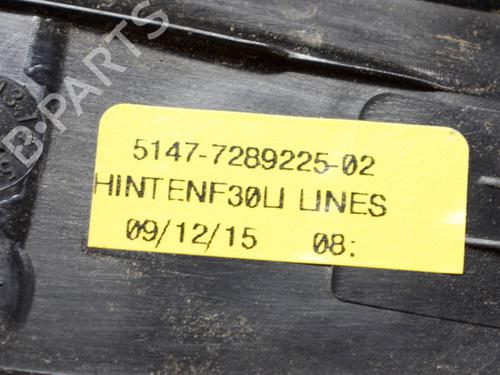 B-PARTS
5147-7289225-02
HINTENF30LI LINES
09/12/15 08: